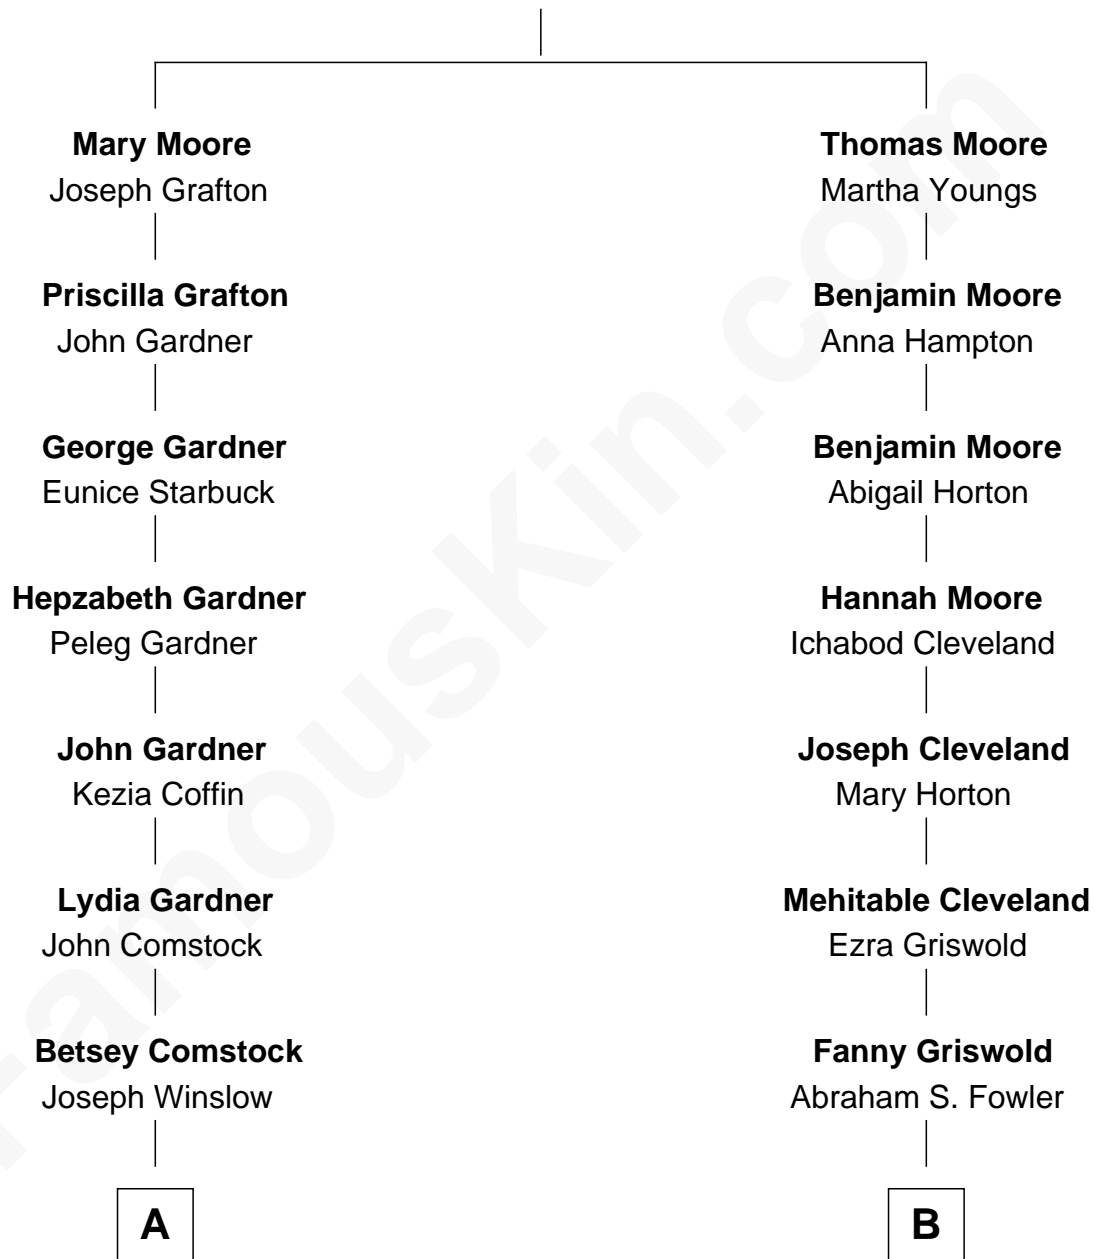 Mary Moore
Joseph Grafton
Priscilla Grafton
John Gardner
George Gardner
Eunice Starbuck
Hepzabeth Gardner
Peleg Gardner
John Gardner
Kezia Coffin
Lydia Gardner
John Comstock
Betsey Comstock
Joseph Winslow
A
Thomas Moore
Martha Youngs
Benjamin Moore
Anna Hampton
Benjamin Moore
Abigail Horton
Hannah Moore
Ichabod Cleveland
Joseph Cleveland
Mary Horton
Mehitable Cleveland
Ezra Griswold
Fanny Griswold
Abraham S. Fowler
B
FamousKin.com